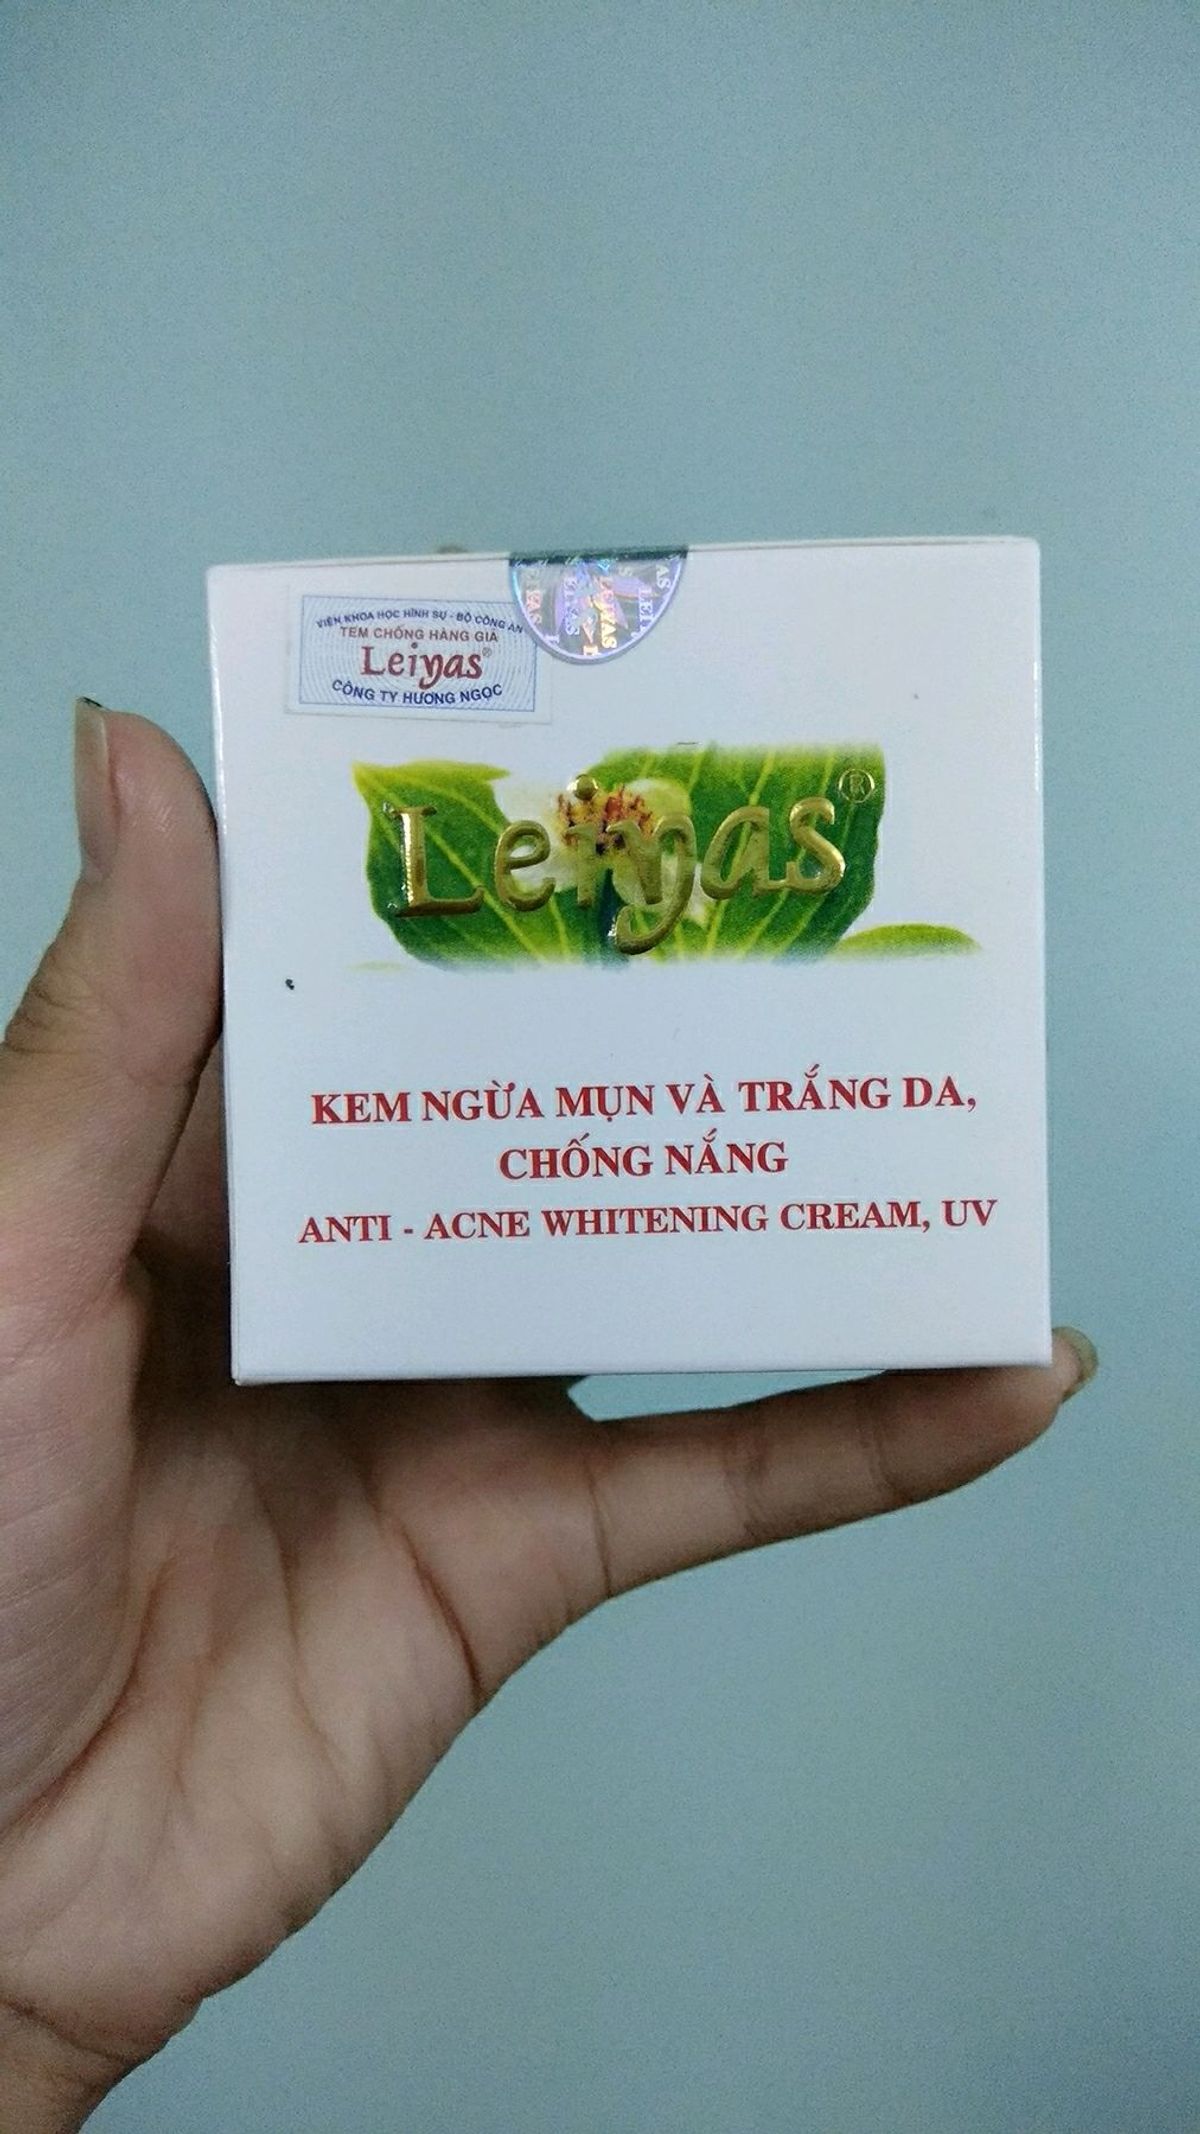 VIỆN KHOA HỌC HÌNH SỰ - BỘ CÔNG AN
TEM CHỐNG HÀNG GIẢ
Leiyas®
CÔNG TY HƯƠNG NGỌC
LEIYAS
Leiyas®
KEM NGỪA MỤN VÀ TRẮNG DA,
CHỐNG NẮNG
ANTI - ACNE WHITENING CREAM, UV